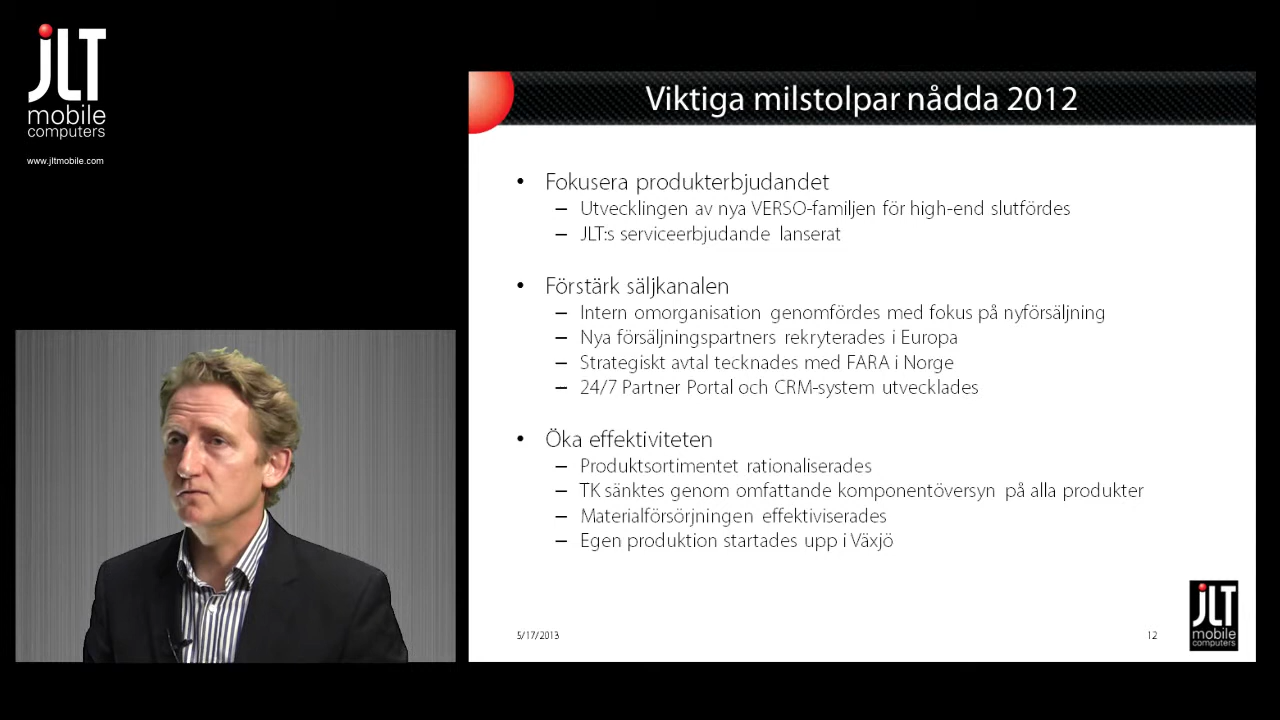 JLT
mobile
computers
www.jltmobile.com
Viktiga milstolpar nådda 2012
• Fokusera produkterbjudandet
– Utvecklingen av nya VERSO-familjen för high-end slutfördes
– JLT:s serviceerbjudande lanserat
• Förstärk säljkanalen
– Intern omorganisation genomfördes med fokus på nyförsäljning
– Nya försäljningspartners rekryterades i Europa
– Strategiskt avtal tecknades med FARA i Norge
– 24/7 Partner Portal och CRM-system utvecklades
• Öka effektiviteten
– Produktsortimentet rationaliserades
– TK sänktes genom omfattande komponentöversyn på alla produkter
– Materialförsörjningen effektiviserades
– Egen produktion startades upp i Växjö
5/17/2013
12
JLT
mobile
computers